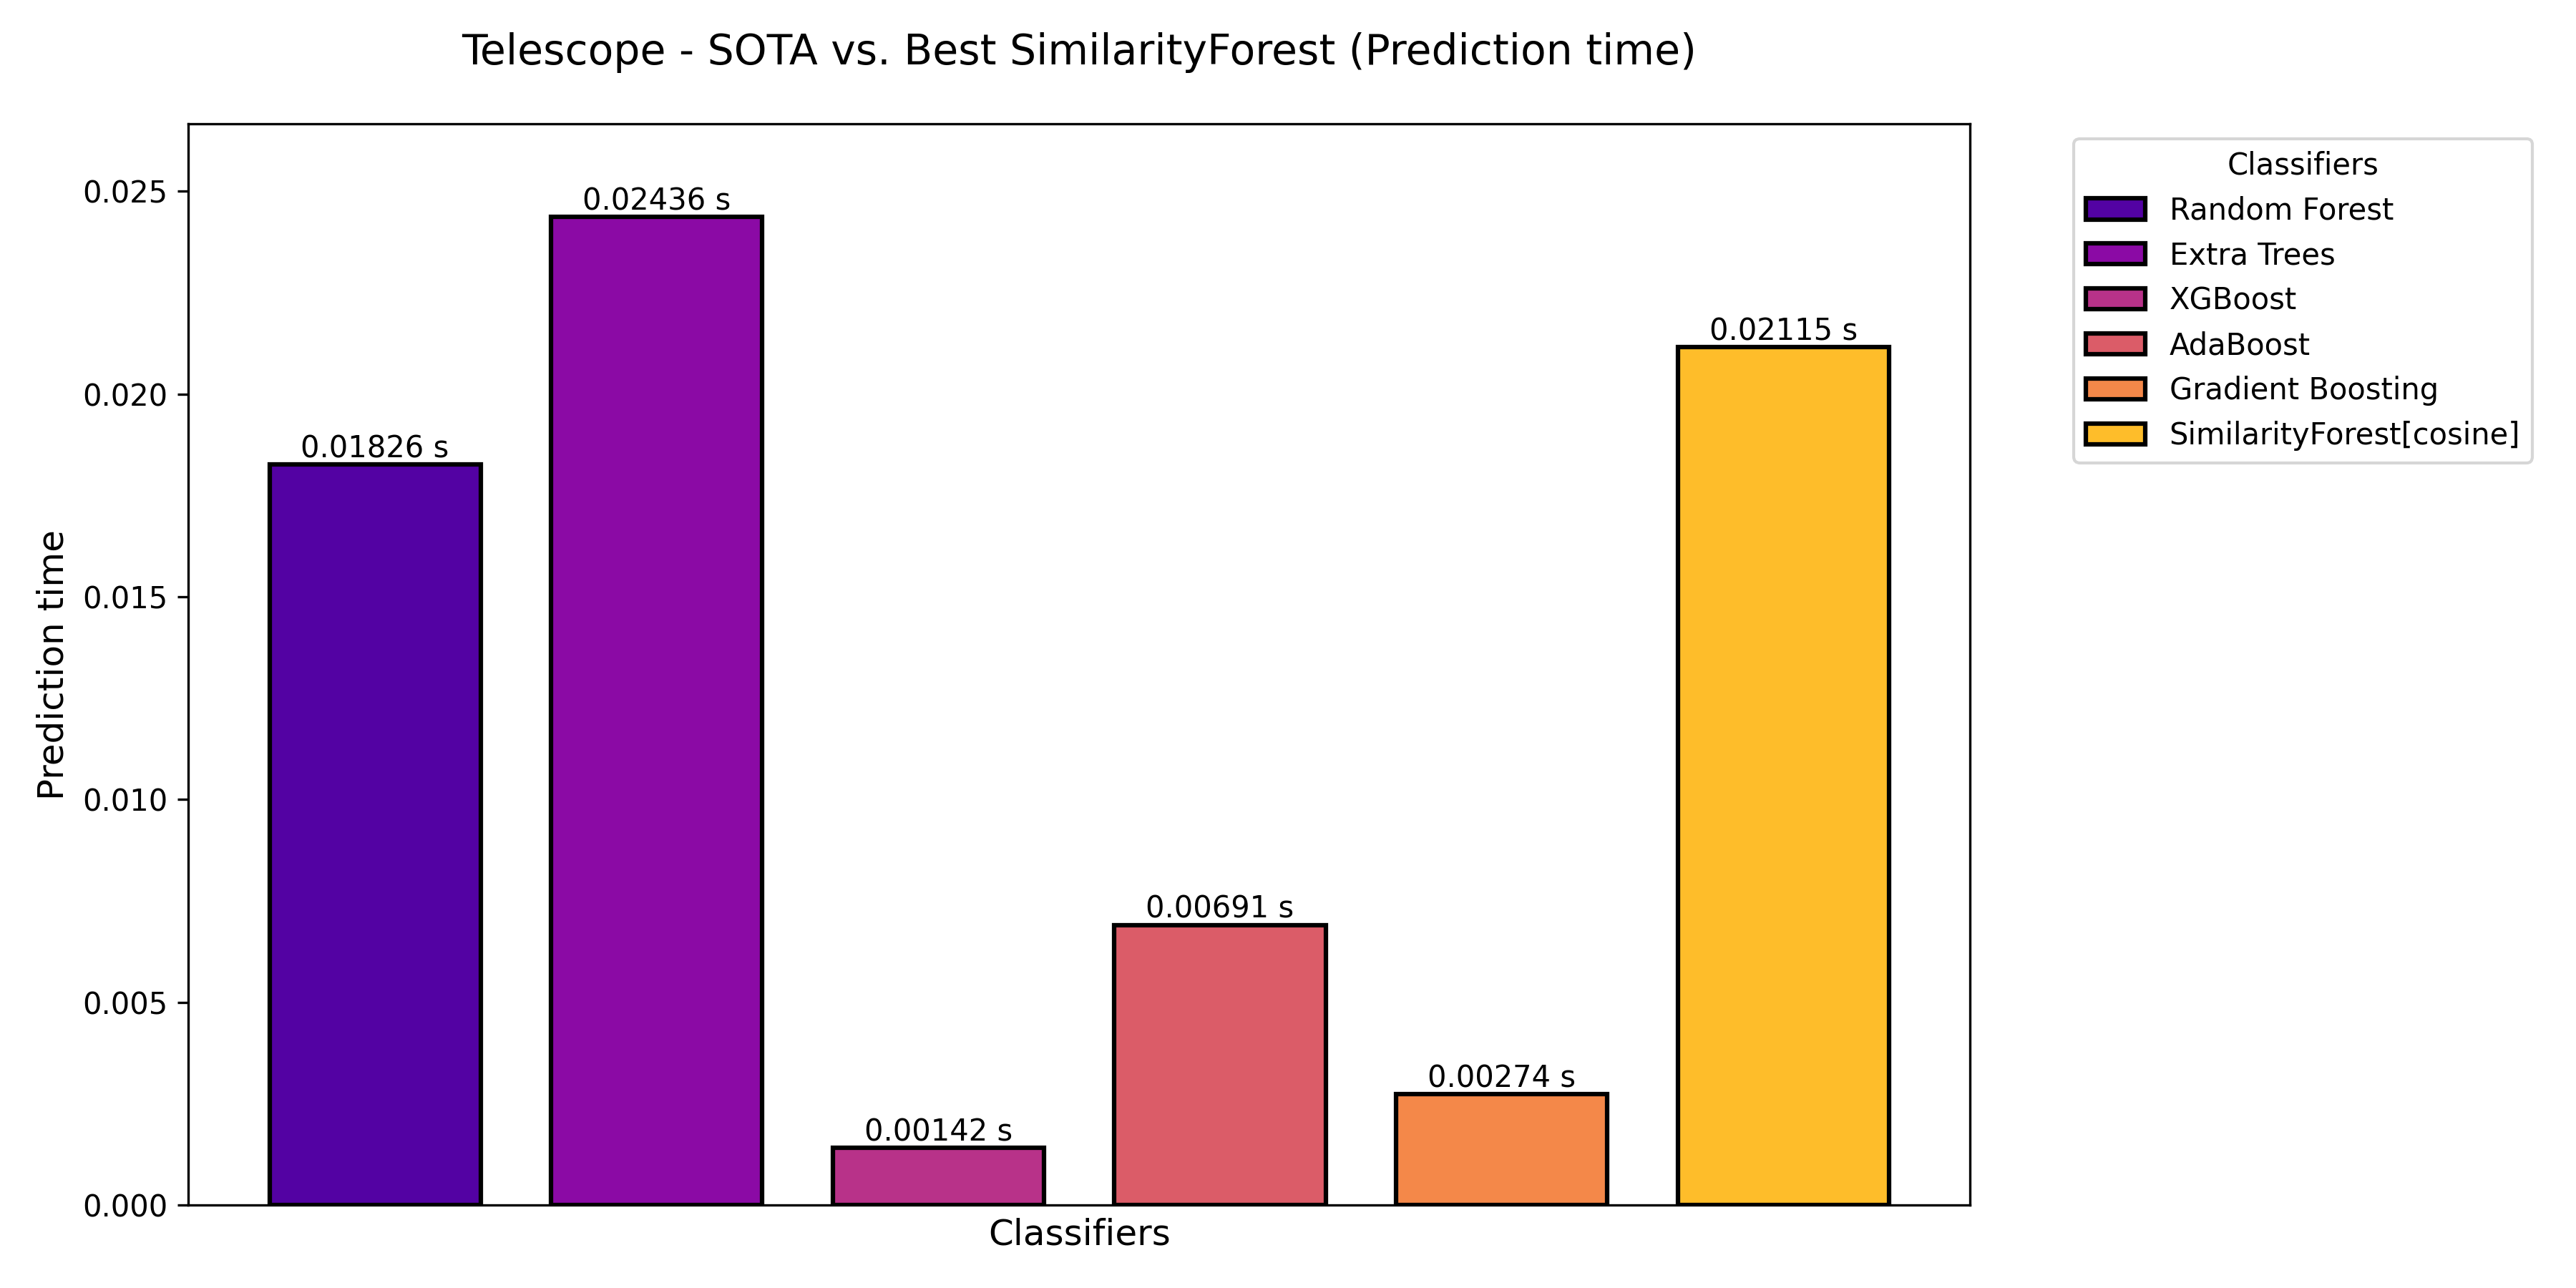 Telescope - SOTA vs. Best SimilarityForest (Prediction time)
Prediction time
0.025
0.020
0.015
0.010
0.005
0.000
0.01826 s
0.02436 s
0.00142 s
0.00691 s
0.00274 s
0.02115 s
Classifiers
Classifiers
Random Forest
Extra Trees
XGBoost
AdaBoost
Gradient Boosting
SimilarityForest[cosine]